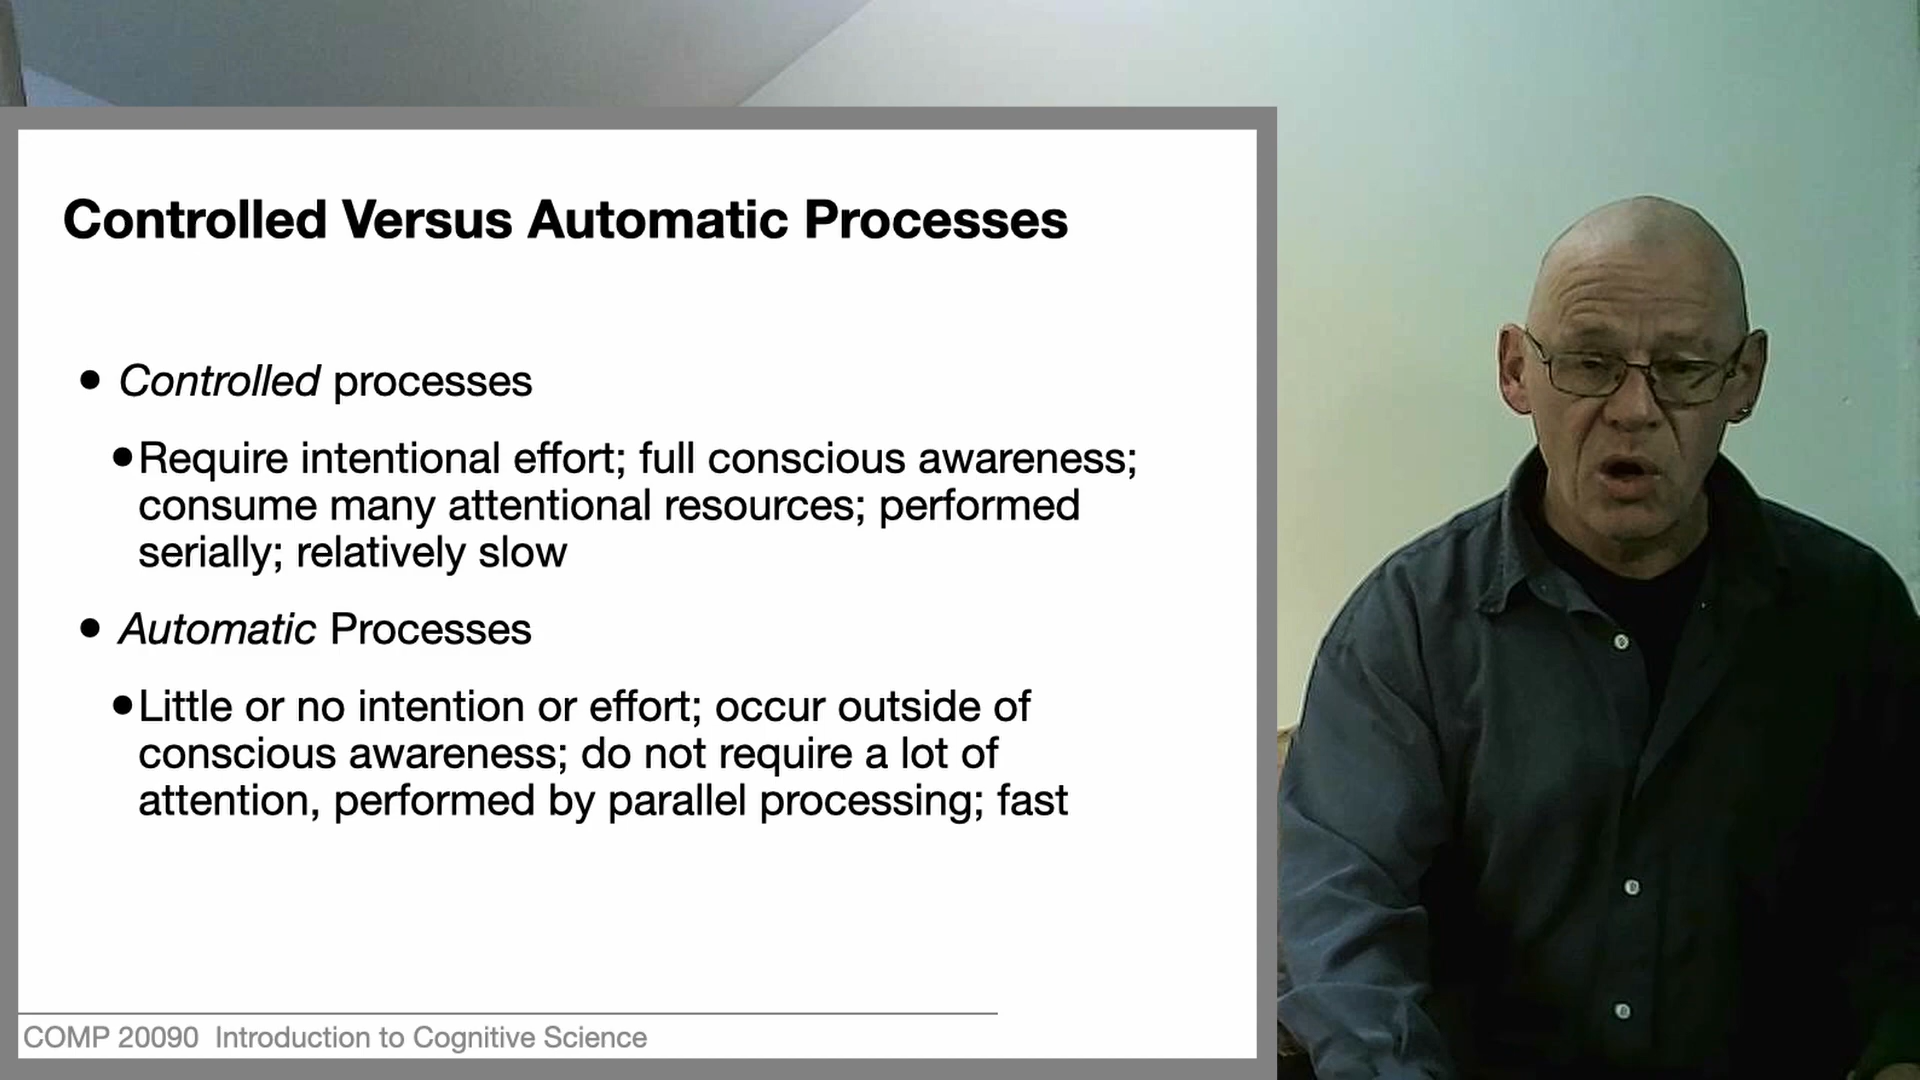 Controlled Versus Automatic Processes
• Controlled processes
•Require intentional effort; full conscious awareness;
consume many attentional resources; performed
serially; relatively slow
• Automatic Processes
•Little or no intention or effort; occur outside of
conscious awareness; do not require a lot of
attention, performed by parallel processing; fast
COMP 20090 Introduction to Cognitive Science